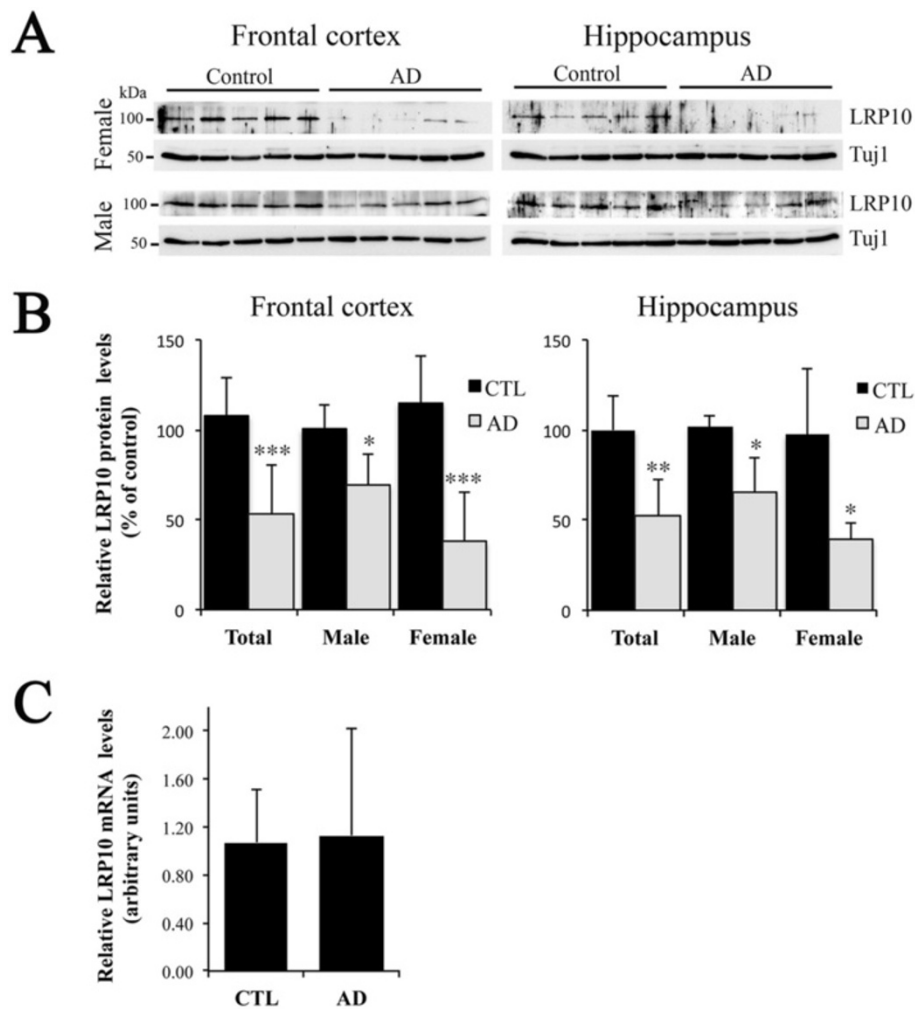 A
Frontal cortex Hippocampus
Control AD Control AD
kDa
Female 100 LRP10
50 Tuj1
Male 100 LRP10
50 Tuj1
B
Frontal cortex Hippocampus
Relative LRP10 protein levels
(% of control)
150 150
CTL CTL
AD AD
100 100
*** * *** ** * *
50 50
0 0
Total Male Female Total Male Female
C
Relative LRP10 mRNA levels
(arbitrary units)
2.00
1.60
1.20
0.80
0.40
0.00
CTL AD